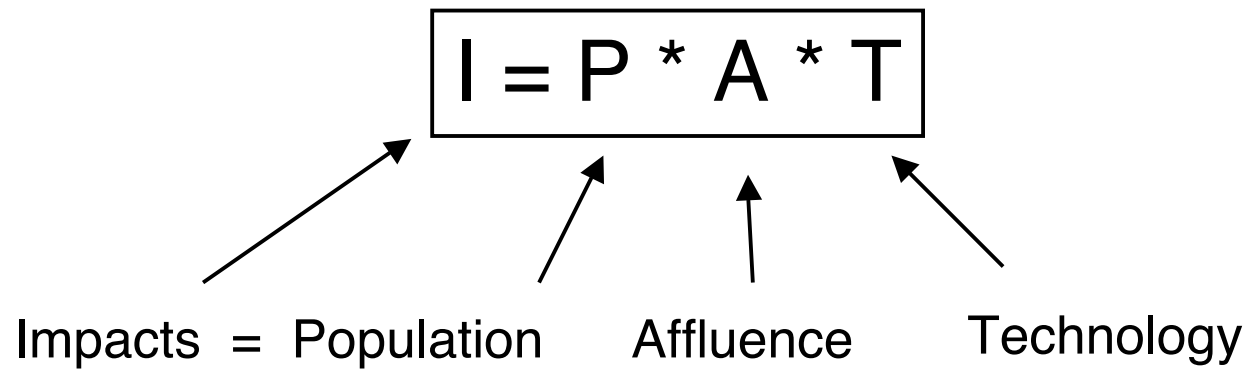 I = P * A * T
Impacts = Population Affluence Technology